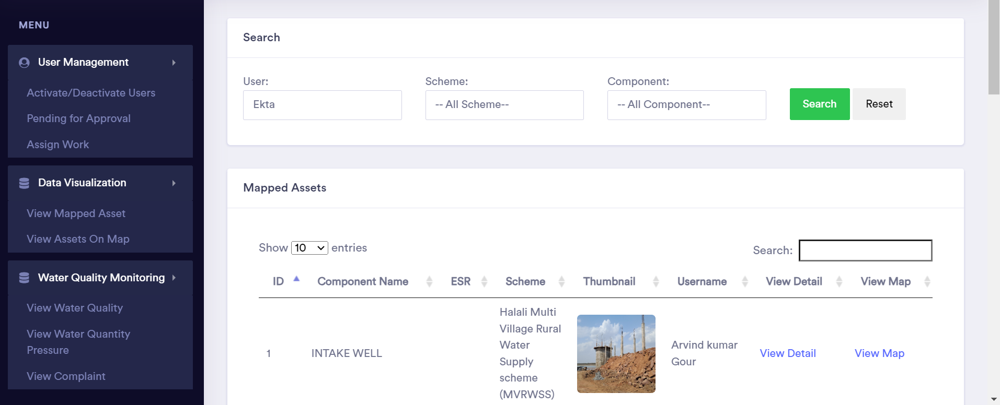 MENU
User Management
Activate/Deactivate Users
Pending for Approval
Assign Work
Data Visualization
View Mapped Asset
View Assets On Map
Water Quality Monitoring
View Water Quality
View Water Quantity
Pressure
View Complaint
Search
User:
Scheme:
Component:
Ekta
-- All Scheme--
-- All Component--
Search
Reset
Mapped Assets
Show 10 entries
Search:
ID
Component Name
ESR
Scheme
Thumbnail
Username
View Detail
View Map
1
INTAKE WELL
Halali Multi
Village Rural
Water
Supply
scheme
(MVRWSS)
Arvind kumar
Gour
View Detail
View Map